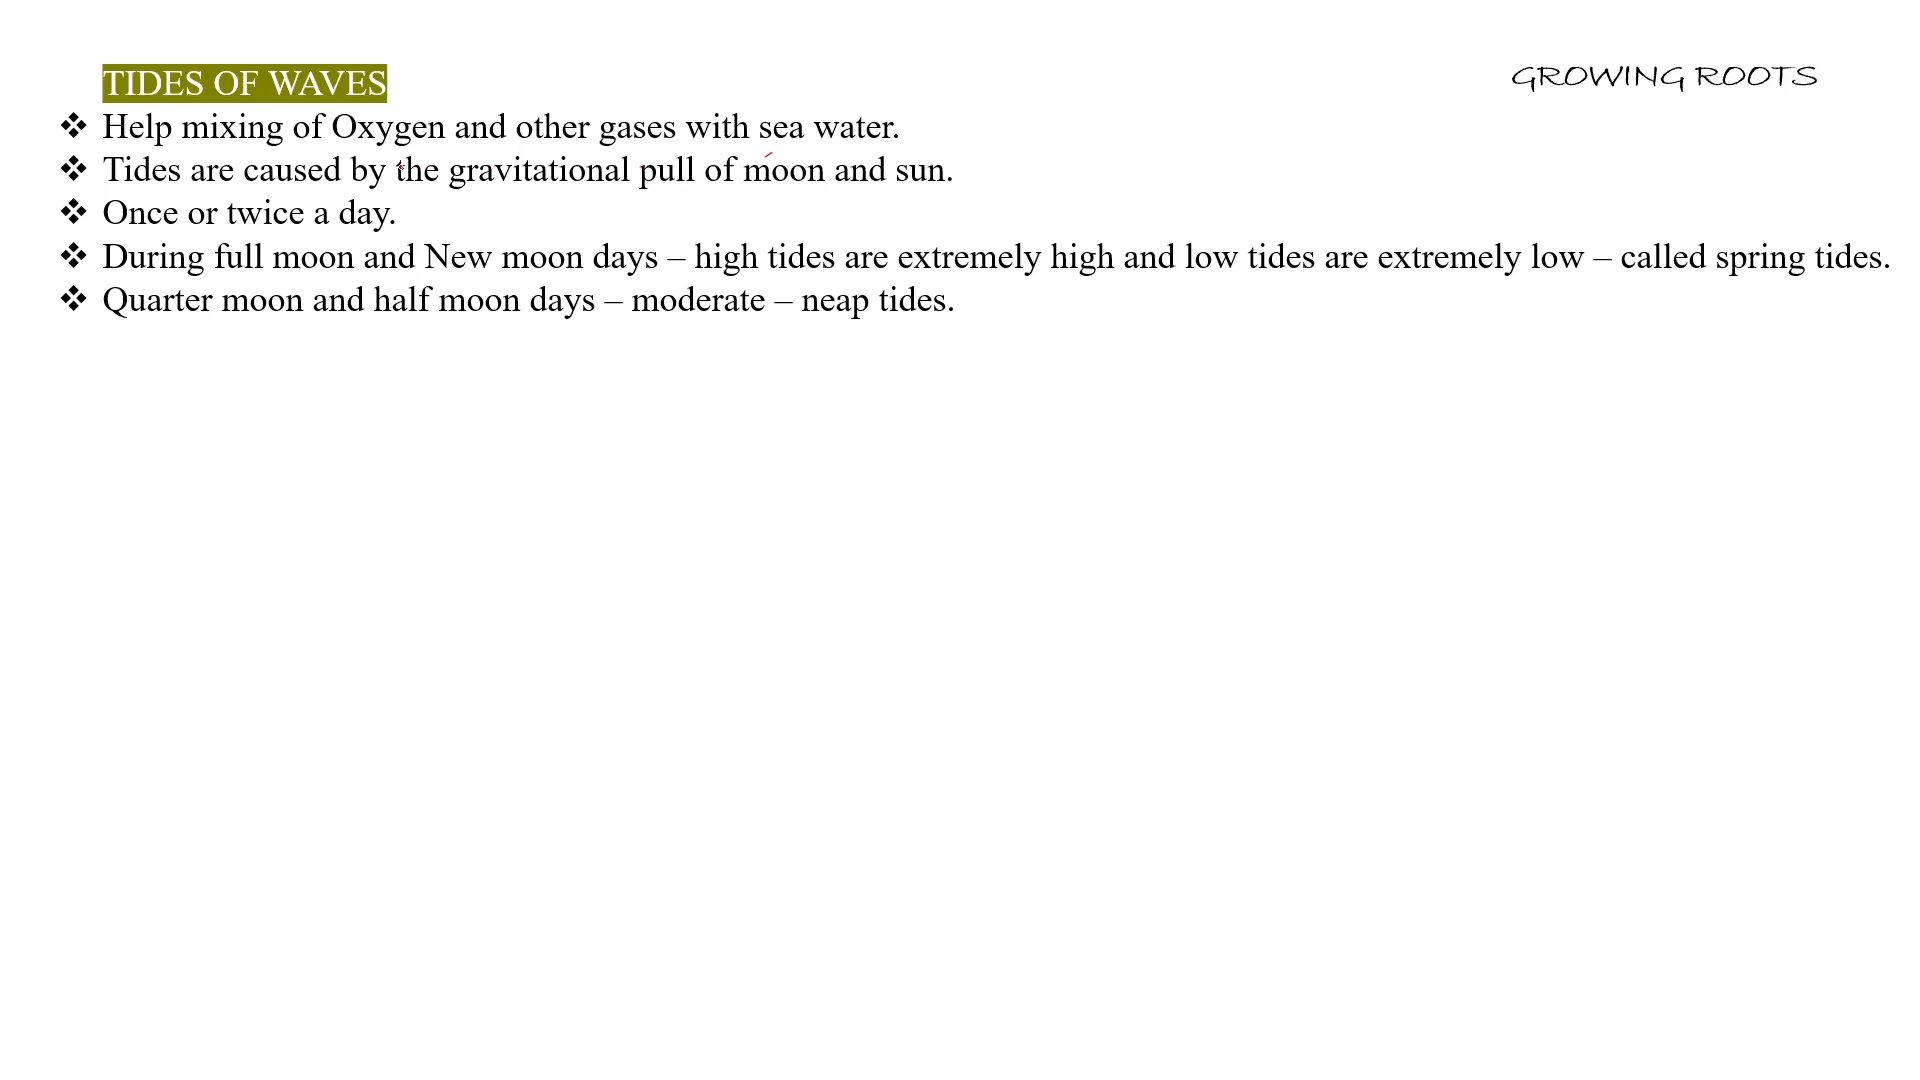 TIDES OF WAVES
GROWING ROOTS
❖ Help mixing of Oxygen and other gases with sea water.
❖ Tides are caused by the gravitational pull of moon and sun.
❖ Once or twice a day.
❖ During full moon and New moon days – high tides are extremely high and low tides are extremely low – called spring tides.
❖ Quarter moon and half moon days – moderate – neap tides.